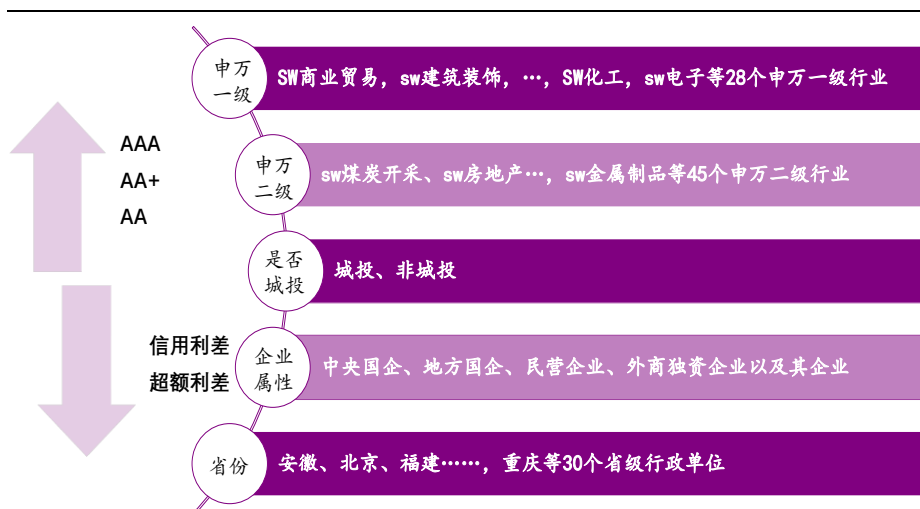 申万
一级
SW商业贸易，sw建筑装饰，…，SW化工，sw电子等28个申万一级行业
AAA
AA+
AA
申万
二级
sw煤炭开采、sw房地产…，sw金属制品等45个申万二级行业
是否
城投
城投、非城投
信用利差
超额利差
企业
属性
中央国企、地方国企、民营企业、外商独资企业以及其企业
省份
安徽、北京、福建……，重庆等30个省级行政单位